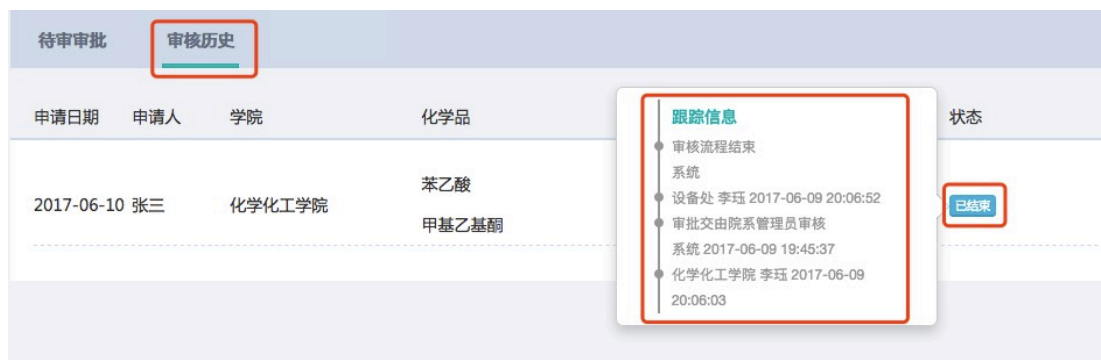 待审审批 审核历史
申请日期 申请人 学院 化学品 状态
跟踪信息
审核流程结束
系统
设备处 李珏 2017-06-09 20:06:52
审批交由院系管理员审核
系统 2017-06-09 19:45:37
化学化工学院 李珏 2017-06-09
20:06:03
2017-06-10 张三 化学化工学院 苯乙酸 已结束
甲基乙基酮